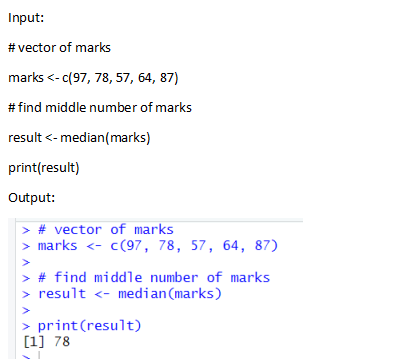 Input:
# vector of marks
marks <- c(97, 78, 57, 64, 87)
# find middle number of marks
result <- median(marks)
print(result)
Output:
> # vector of marks
> marks <- c(97, 78, 57, 64, 87)
>
> # find middle number of marks
> result <- median(marks)
>
> print(result)
[1] 78
>